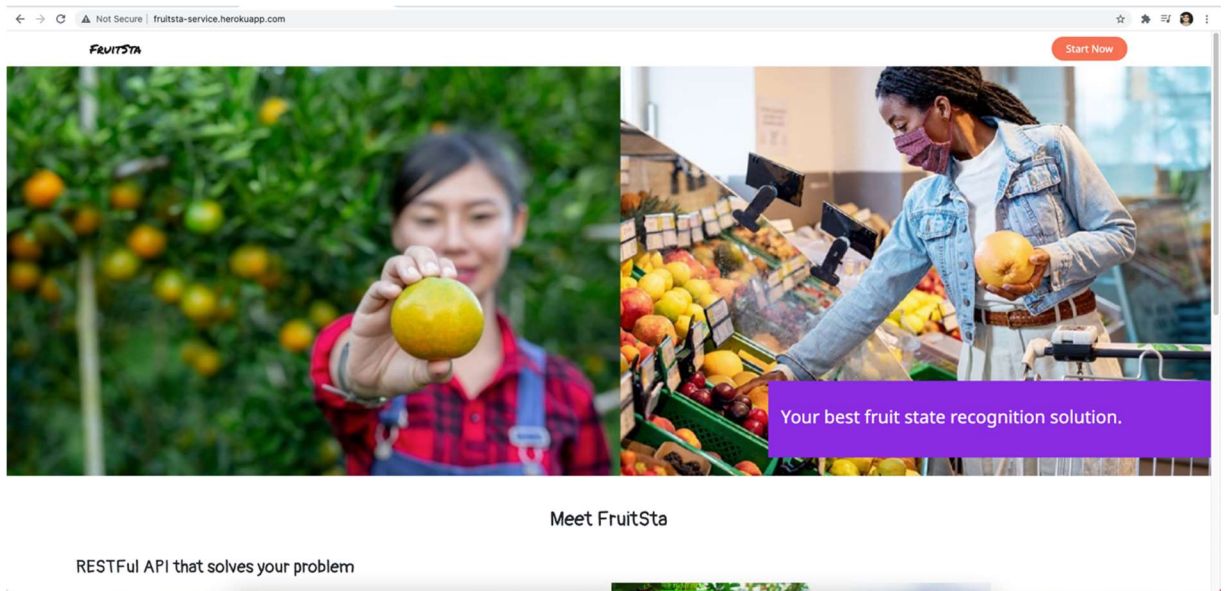 Not Secure | fruitsta-service.herokuapp.com
FRUITSTA
Start Now
Your best fruit state recognition solution.
Meet FruitSta
RESTFul API that solves your problem